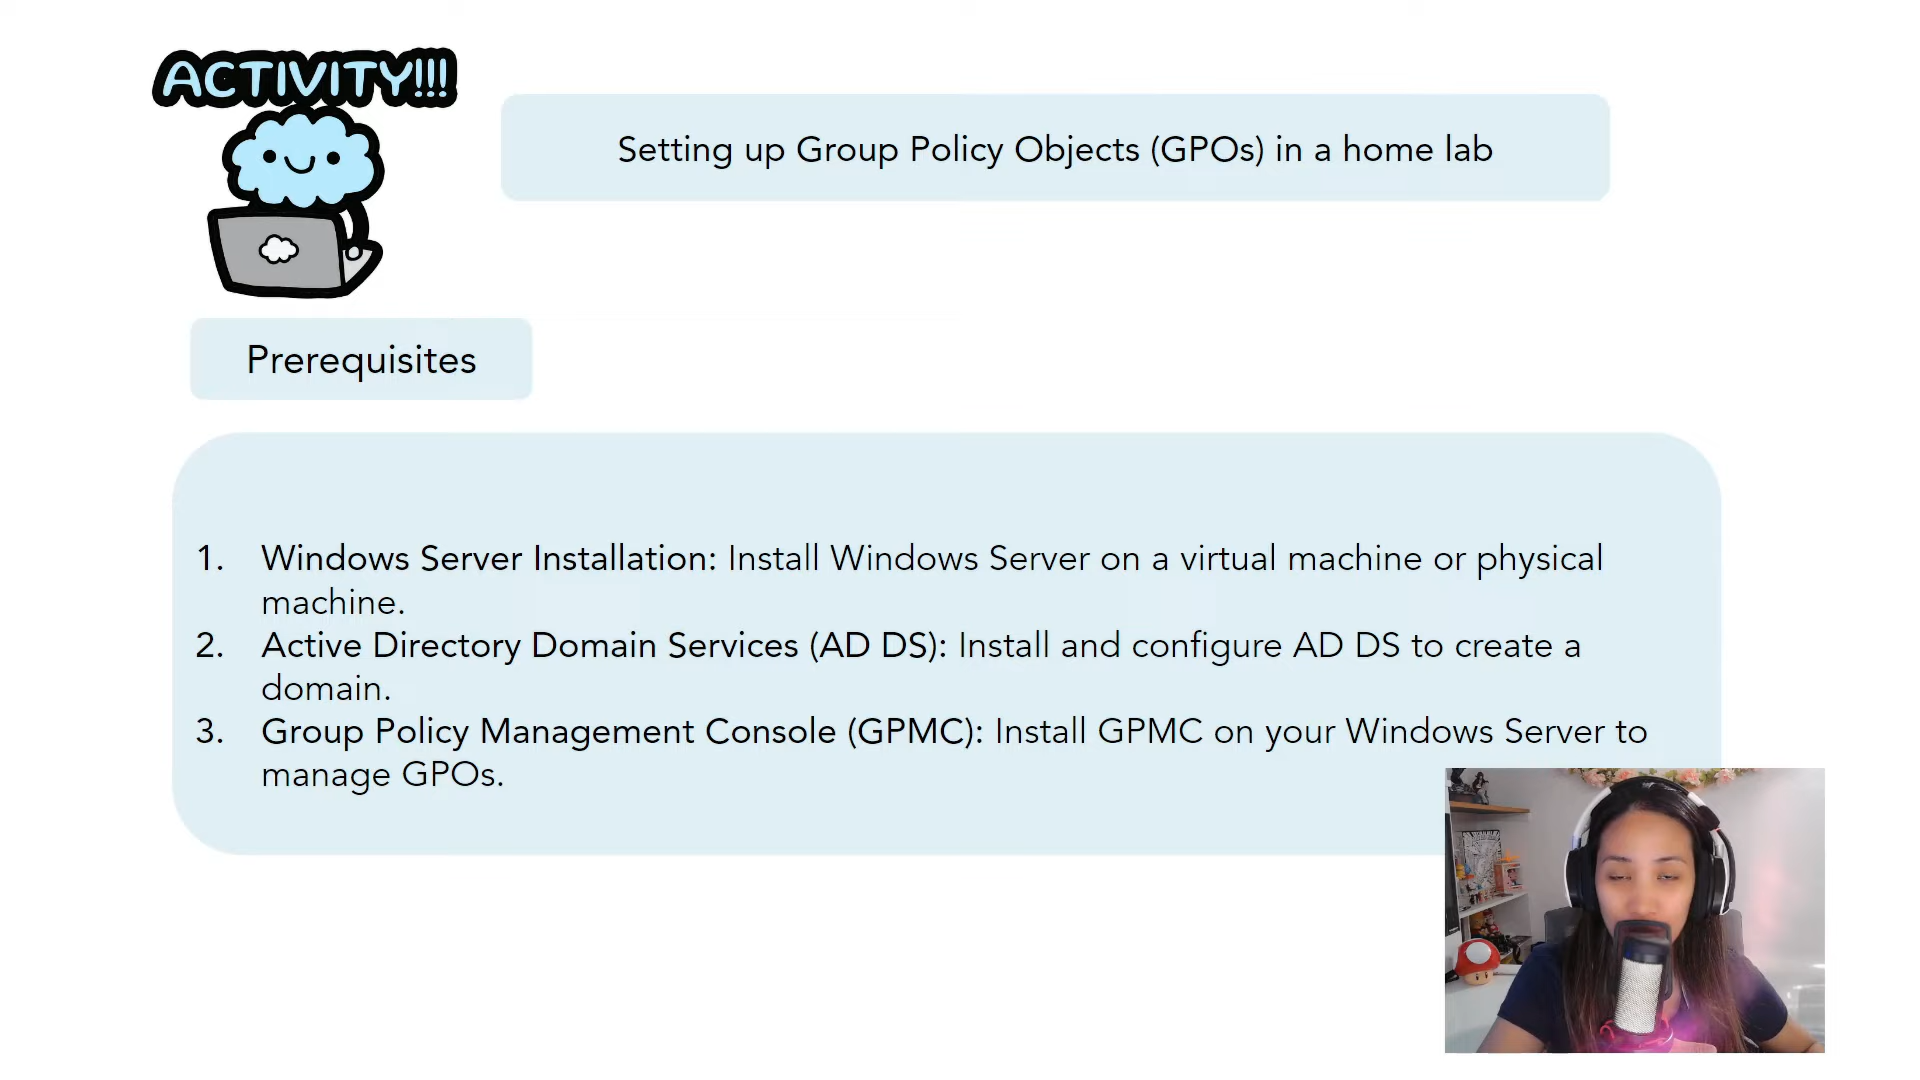 ACTIVITY!!!
Setting up Group Policy Objects (GPOs) in a home lab
Prerequisites
1. Windows Server Installation: Install Windows Server on a virtual machine or physical
machine.
2. Active Directory Domain Services (AD DS): Install and configure AD DS to create a
domain.
3. Group Policy Management Console (GPMC): Install GPMC on your Windows Server to
manage GPOs.